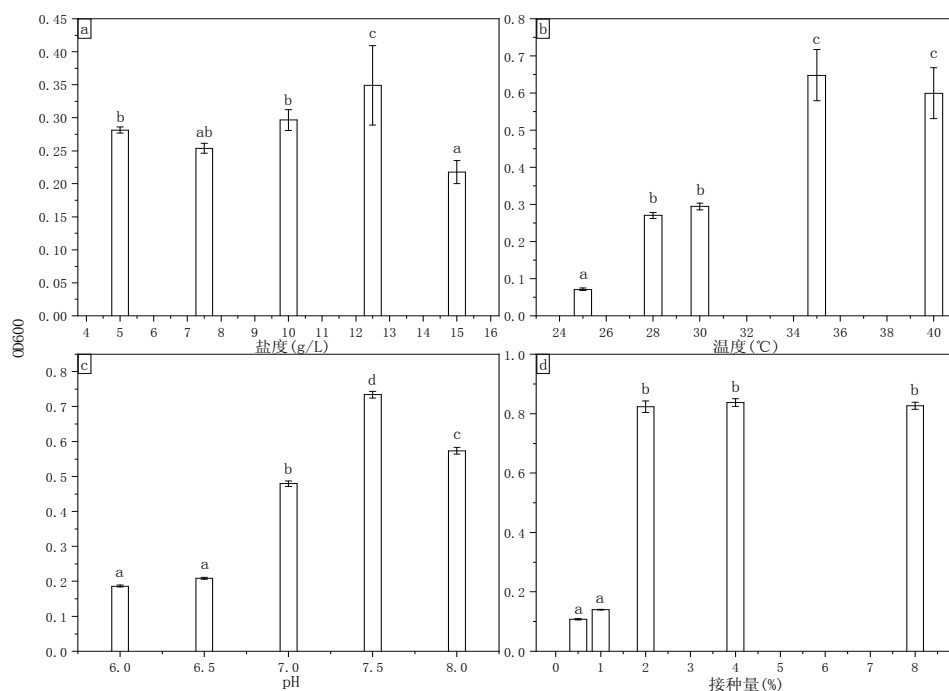 OD600
a
0.45
0.40
0.35
0.30
0.25
0.20
0.15
0.10
0.05
0.00
b
ab
b
c
a
4 5 6 7 8 9 10 11 12 13 14 15 16
盐度(g/L)
b
0.8
0.7
0.6
0.5
0.4
0.3
0.2
0.1
0.0
a
b
b
c
c
24 26 28 30 32 34 36 38 40
温度(℃)
c
0.8
0.7
0.6
0.5
0.4
0.3
0.2
0.1
0.0
a
a
b
d
c
6.0 6.5 7.0 7.5 8.0
pH
d
1.0
0.8
0.6
0.4
0.2
0.0
a
a
b
b
b
0 1 2 3 4 5 6 7 8
接种量(%)